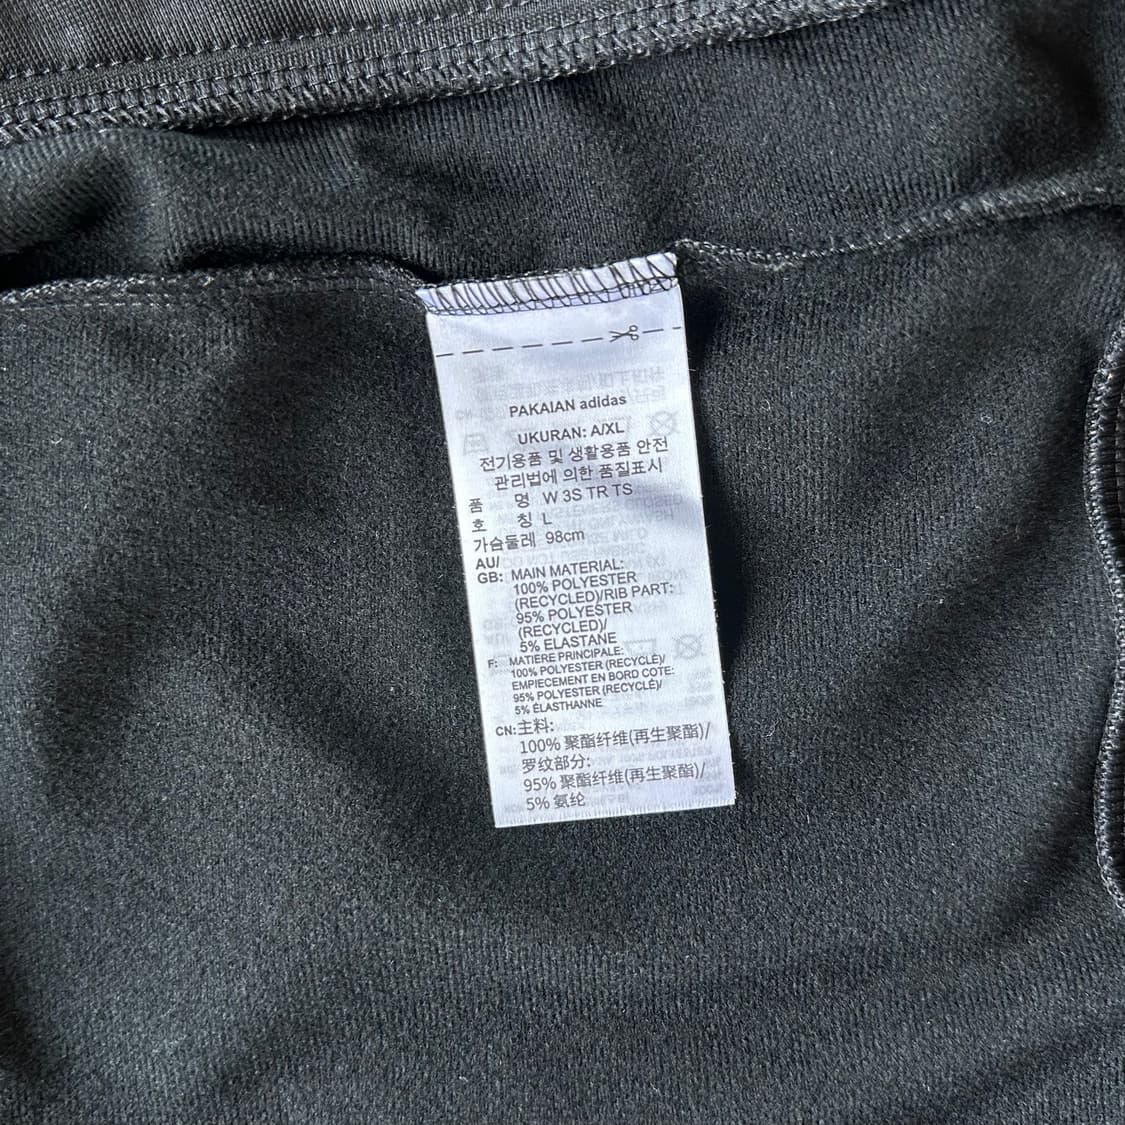 PAKAIAN adidas
UKURAN: A/XL
전기용품 및 생활용품 안전
관리법에 의한 품질표시
품 명 W 3S TR TS
호 칭 L
가슴둘레 98cm
AU/
GB: MAIN MATERIAL:
100% POLYESTER
(RECYCLED)/RIB PART:
95% POLYESTER
(RECYCLED)/
5% ELASTANE
F: MATIERE PRINCIPALE:
100% POLYESTER (RECYCLÉ)/
EMPIECEMENT EN BORD COTE:
95% POLYESTER (RECYCLÉ)/
5% ÉLASTHANNE
CN: 主料:
100% 聚酯纤维(再生聚酯)/
罗纹部分:
95% 聚酯纤维(再生聚酯)/
5% 氨纶